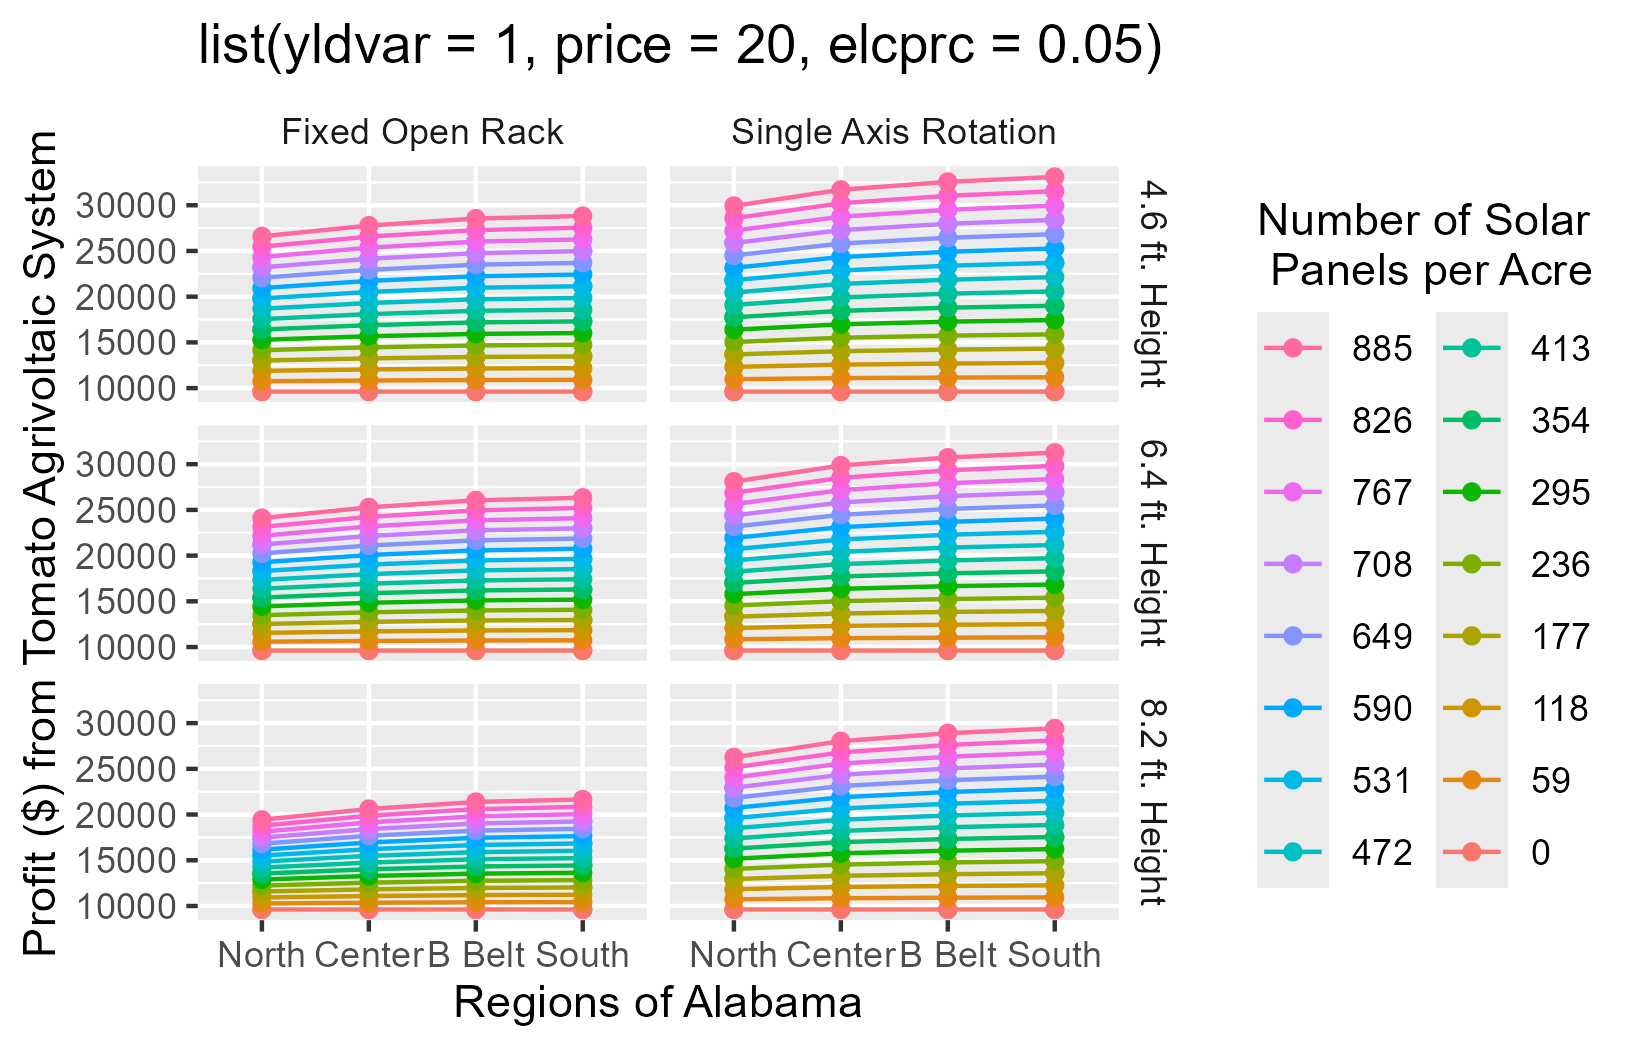 list(yldvar = 1, price = 20, elcprc = 0.05)
Fixed Open Rack
Single Axis Rotation
Profit ($) from Tomato Agrivoltaic System
30000
25000
20000
15000
10000
4.6 ft. Height
30000
25000
20000
15000
10000
6.4 ft. Height
30000
25000
20000
15000
10000
8.2 ft. Height
North Center B Belt South
North Center B Belt South
Regions of Alabama
Number of Solar
Panels per Acre
885 413
826 354
767 295
708 236
649 177
590 118
531 59
472 0